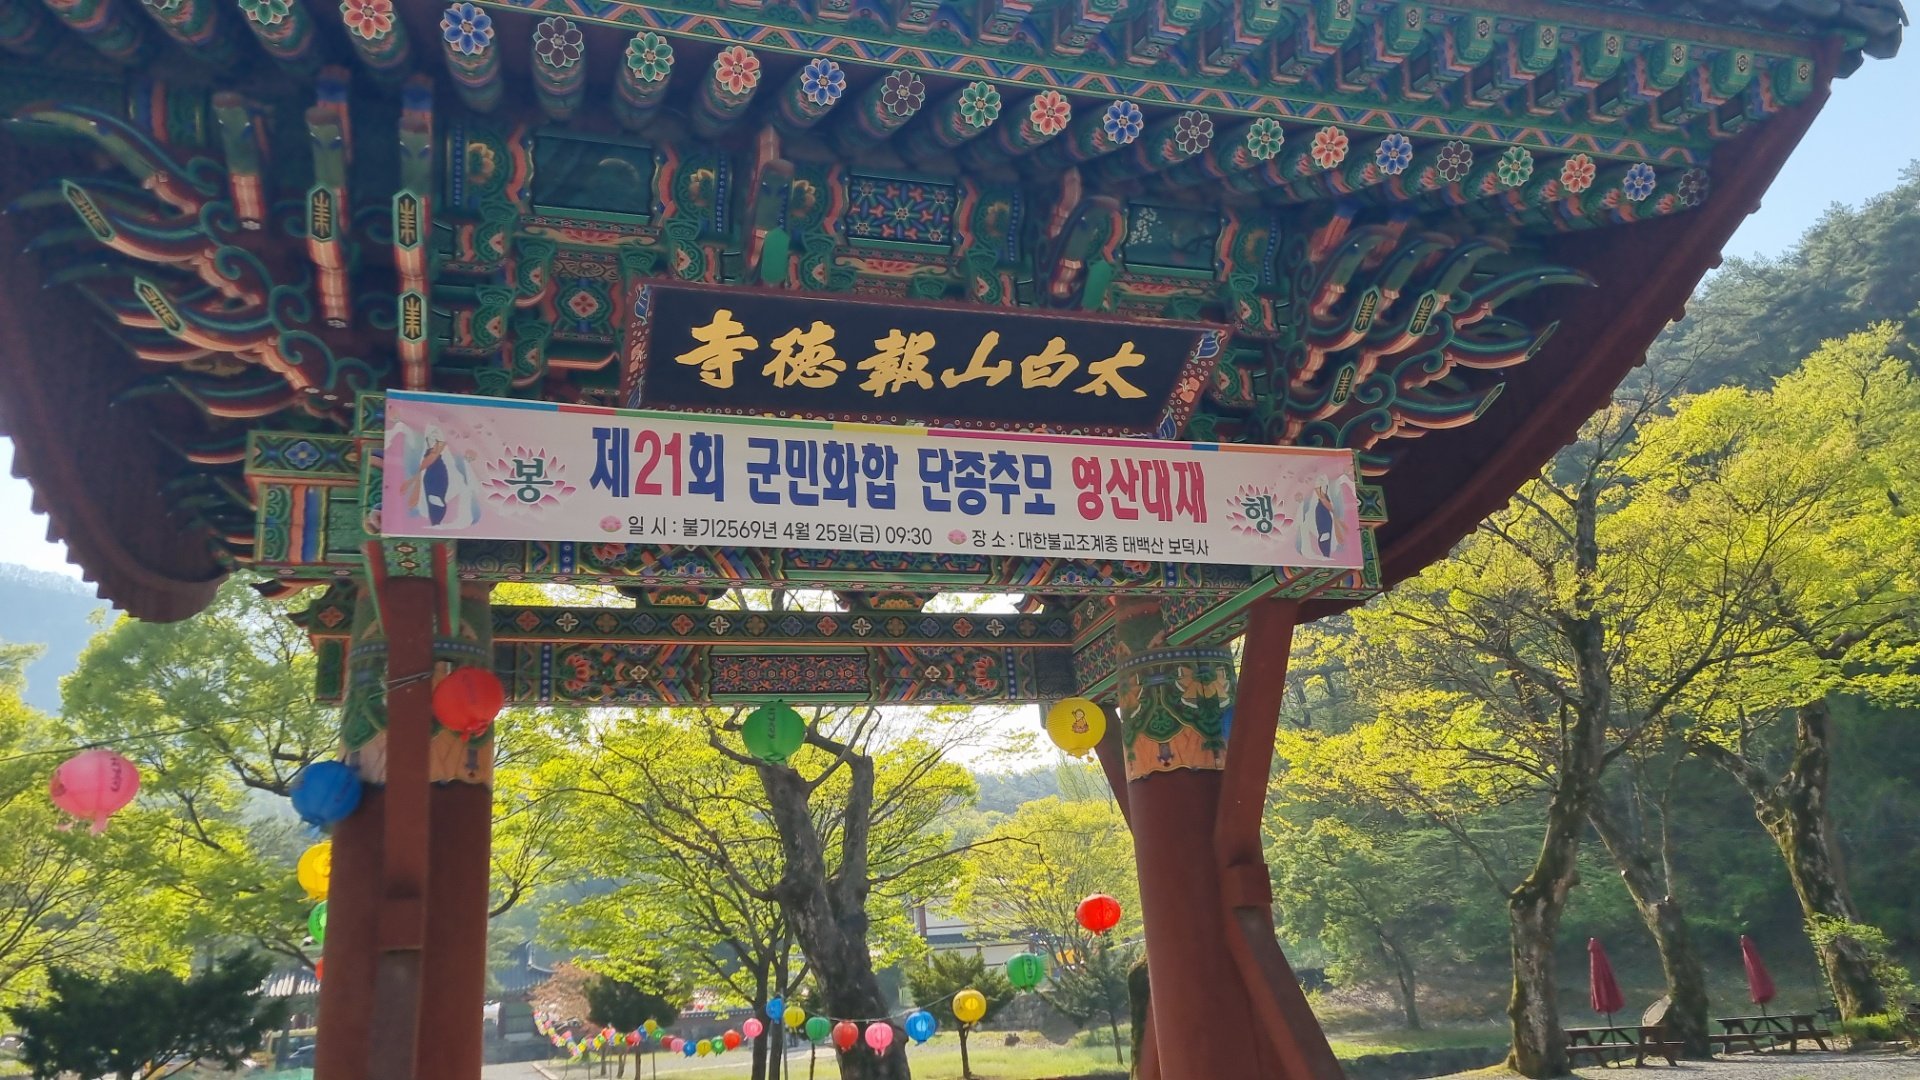 太白山報德寺
봉 제21회 군민화합 단종추모 영산대재 행
일 시 : 불기2569년 4월 25일(금) 09:30 장 소 : 대한불교조계종 태백산 보덕사